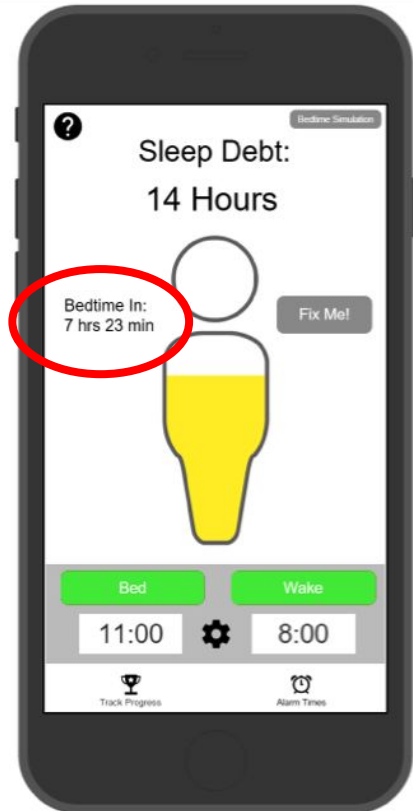 ?
Bedtime Simulation
Sleep Debt:
14 Hours
Bedtime In:
7 hrs 23 min
Fix Me!
Bed
Wake
11:00
8:00
Track Progress
Alarm Times